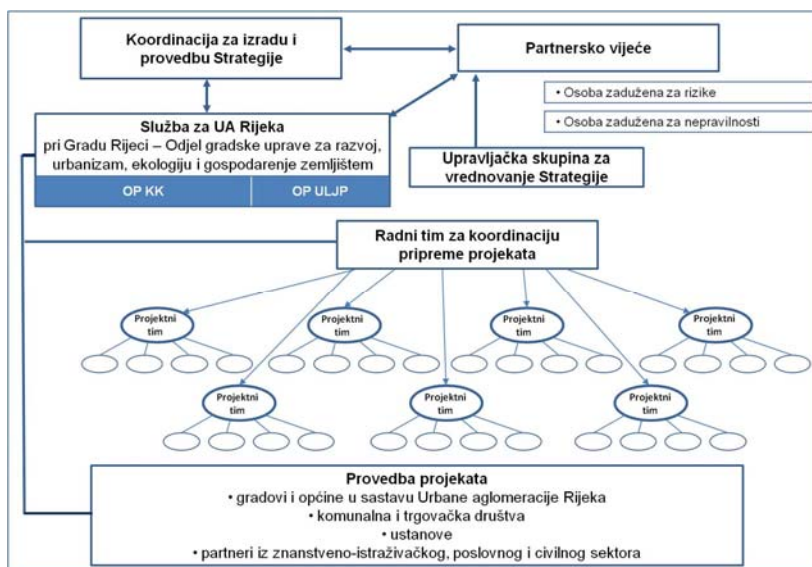 Koordinacija za izradu i
provedbu Strategije
Partnersko vijeće
• Osoba zadužena za rizike
• Osoba zadužena za nepravilnosti
Služba za UA Rijeka
pri Gradu Rijeci – Odjel gradske uprave za razvoj,
urbanizam, ekologiju i gospodarenje zemljištem
OP KK
OP ULJP
Upravljačka skupina za
vrednovanje Strategije
Radni tim za koordinaciju
pripreme projekata
Projektni
tim
Projektni
tim
Projektni
tim
Projektni
tim
Projektni
tim
Projektni
tim
Projektni
tim
Provedba projekata
• gradovi i općine u sastavu Urbane aglomeracije Rijeka
• komunalna i trgovačka društva
• ustanove
• partneri iz znanstveno-istraživačkog, poslovnog i civilnog sektora